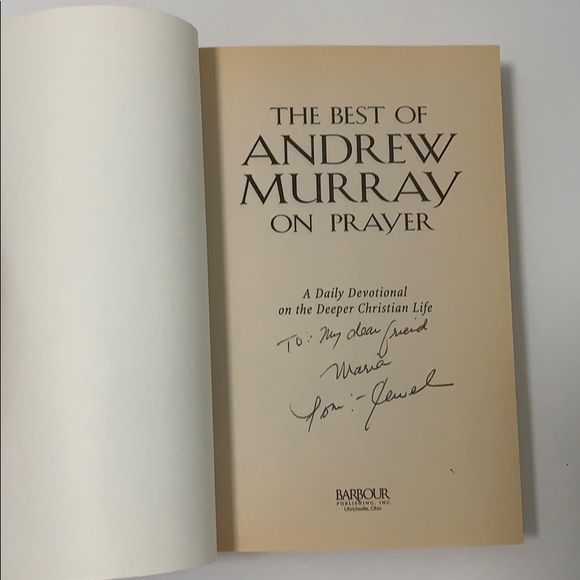 THE BEST OF
ANDREW
MURRAY
ON PRAYER
A Daily Devotional
on the Deeper Christian Life
To:- My dear freid
Maria
From:- Jewel
BARBOUR
PUBLISHING, INC.
Uhrichsville, Ohio